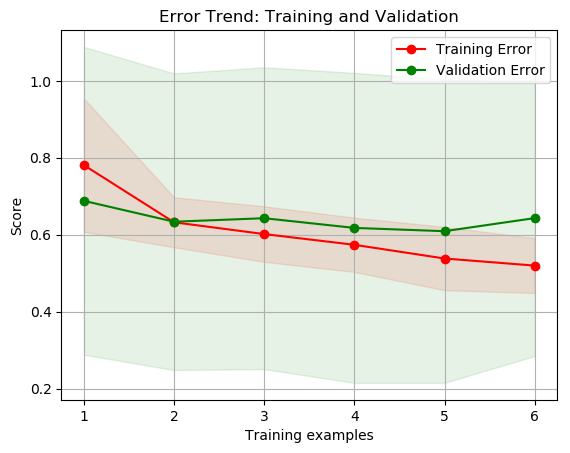 Error Trend: Training and Validation
Training Error
Validation Error
Score
1.0
0.8
0.6
0.4
0.2
1 2 3 4 5 6
Training examples